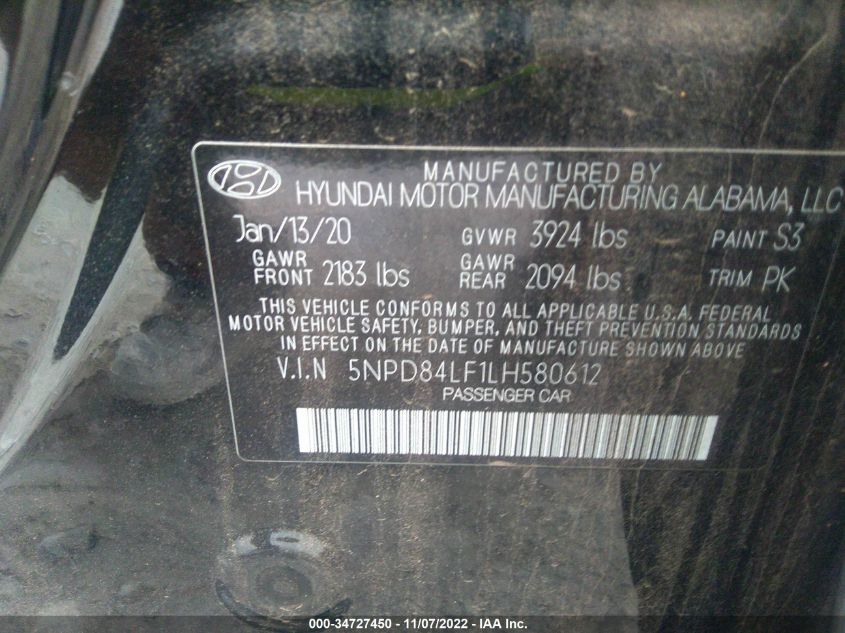 MANUFACTURED BY
HYUNDAI MOTOR MANUFACTURING ALABAMA, LLC
Jan/13/20 GVWR 3924 lbs PAINT S3
GAWR FRONT 2183 lbs GAWR REAR 2094 lbs TRIM PK
THIS VEHICLE CONFORMS TO ALL APPLICABLE U.S.A. FEDERAL
MOTOR VEHICLE SAFETY, BUMPER, AND THEFT PREVENTION STANDARDS
IN EFFECT ON THE DATE OF MANUFACTURE SHOWN ABOVE
V.I.N 5NPD84LF1LH580612
PASSENGER CAR
000-34727450 - 11/07/2022 - IAA Inc.